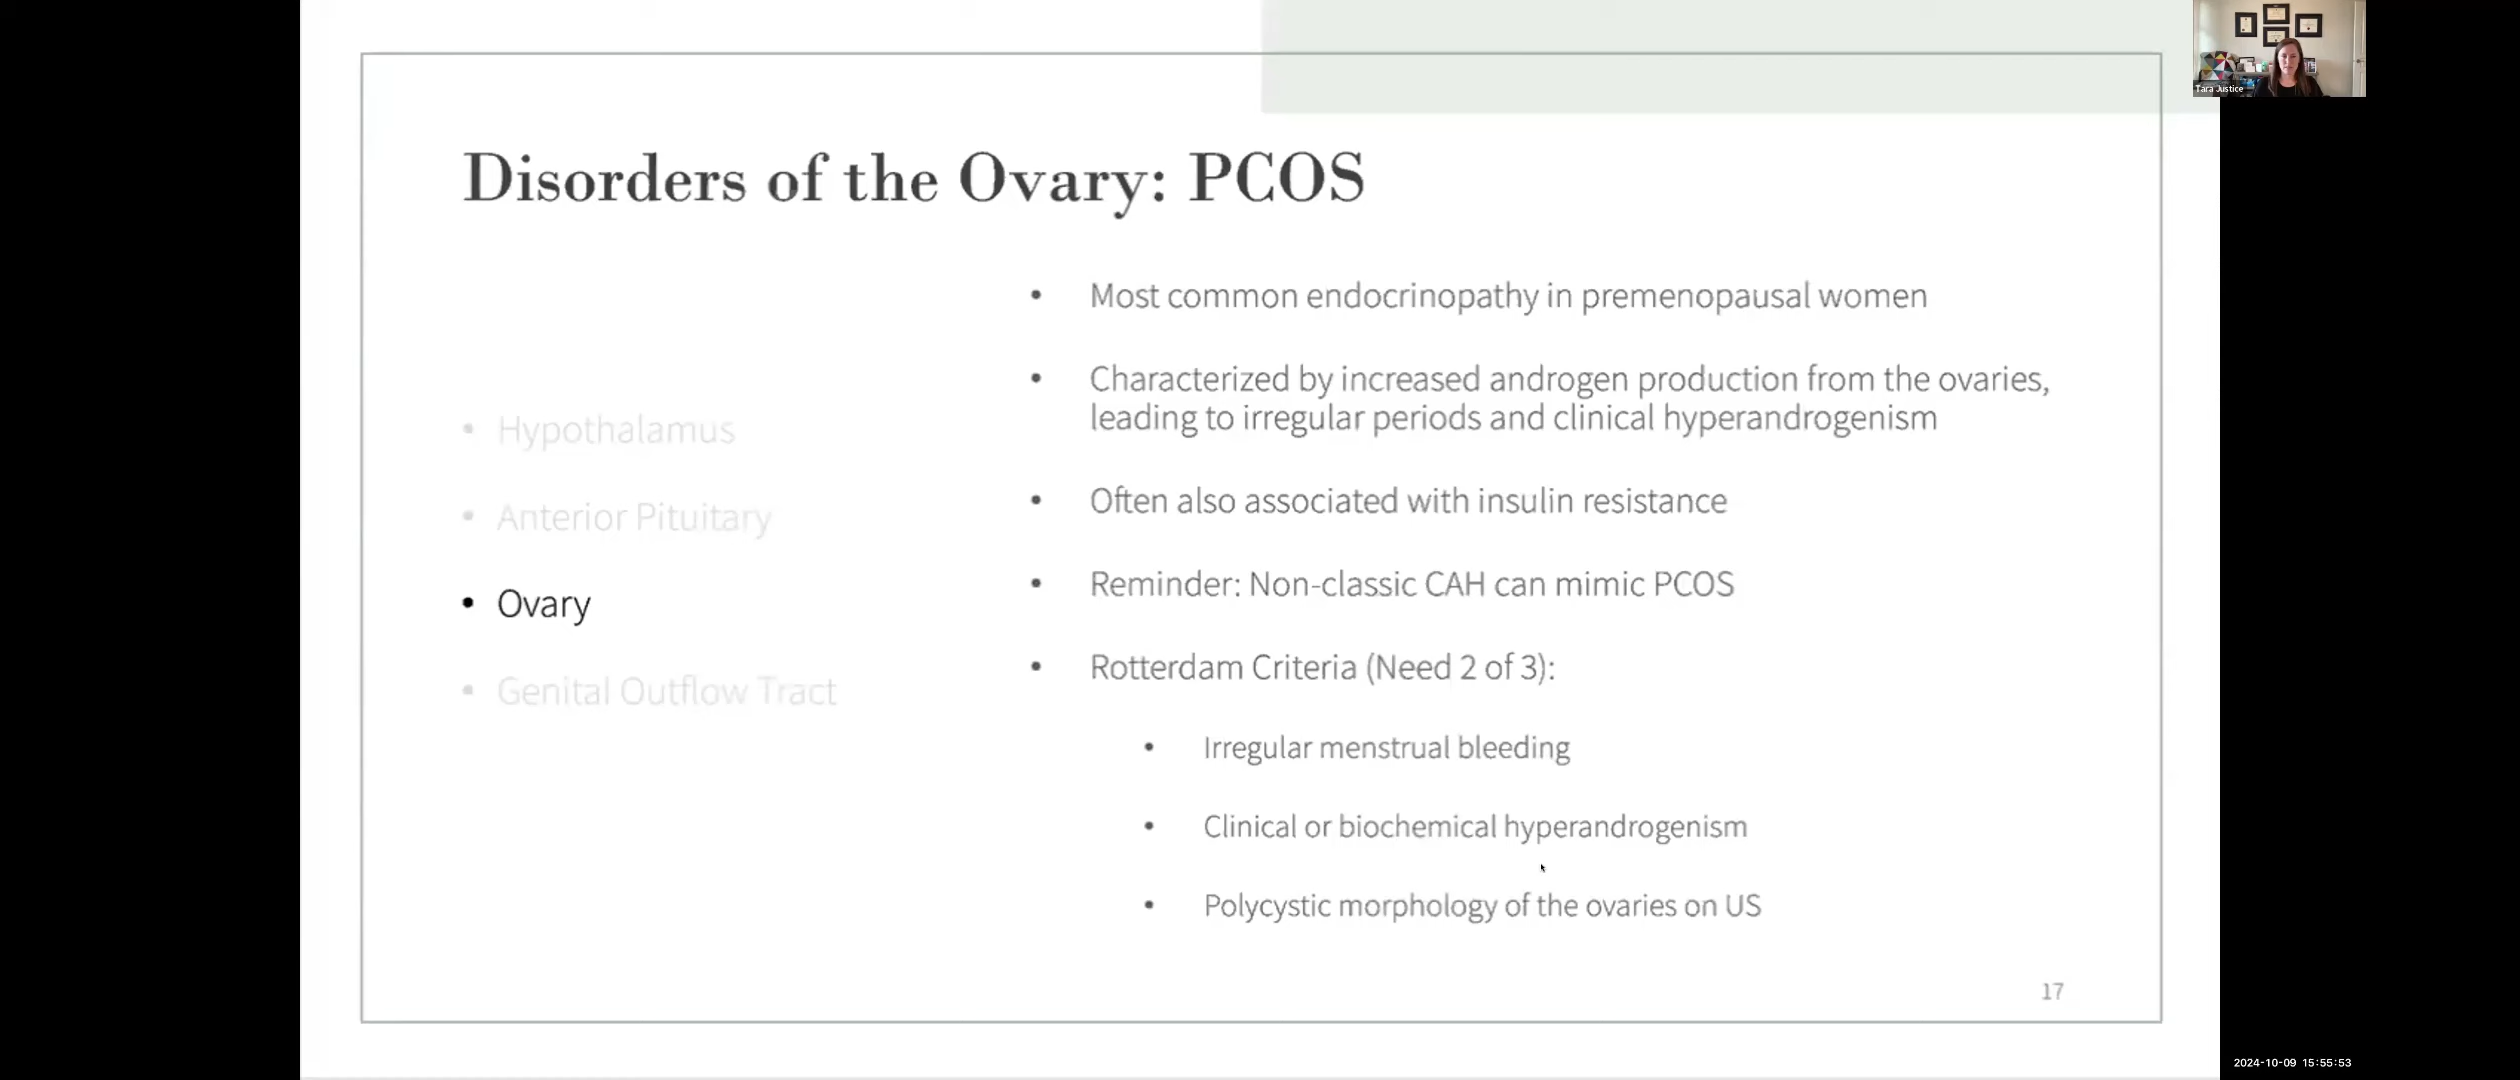 Tara Justice
Disorders of the Ovary: PCOS
• Hypothalamus
• Anterior Pituitary
• Ovary
• Genital Outflow Tract
• Most common endocrinopathy in premenopausal women
• Characterized by increased androgen production from the ovaries,
leading to irregular periods and clinical hyperandrogenism
• Often also associated with insulin resistance
• Reminder: Non-classic CAH can mimic PCOS
• Rotterdam Criteria (Need 2 of 3):
• Irregular menstrual bleeding
• Clinical or biochemical hyperandrogenism
• Polycystic morphology of the ovaries on US
17
2024-10-09 15:55:53